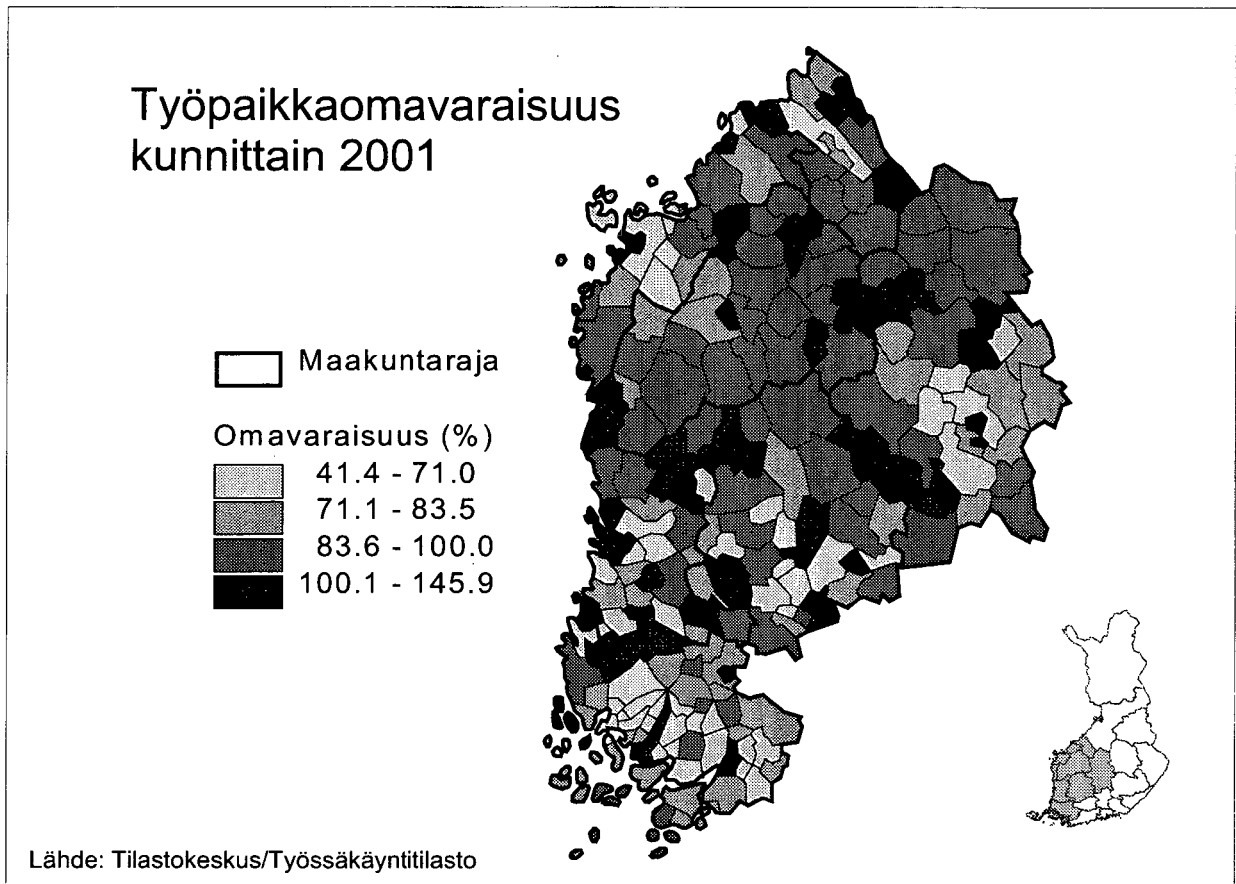 Työpaikkaomavaraisuus
kunnittain 2001
Maakuntaraja
Omavaraisuus (%)
41.4 - 71.0
71.1 - 83.5
83.6 - 100.0
100.1 - 145.9
Lähde: Tilastokeskus/Työssäkäyntitilasto